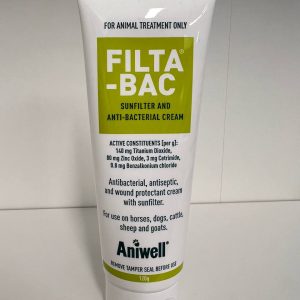 FOR ANIMAL TREATMENT ONLY
FILTA®
-BAC
SUNFILTER AND
ANTI-BACTERIAL CREAM
ACTIVE CONSTITUENTS (per g):
140 mg Titanium Dioxide,
80 mg Zinc Oxide, 3 mg Cetrimide,
0.8 mg Benzalkonium chloride
Antibacterial, antiseptic,
and wound protectant cream
with sunfilter.
For use on horses, dogs, cattle,
sheep and goats.
Aniwell®
REMOVE TAMPER SEAL BEFORE USE
120g